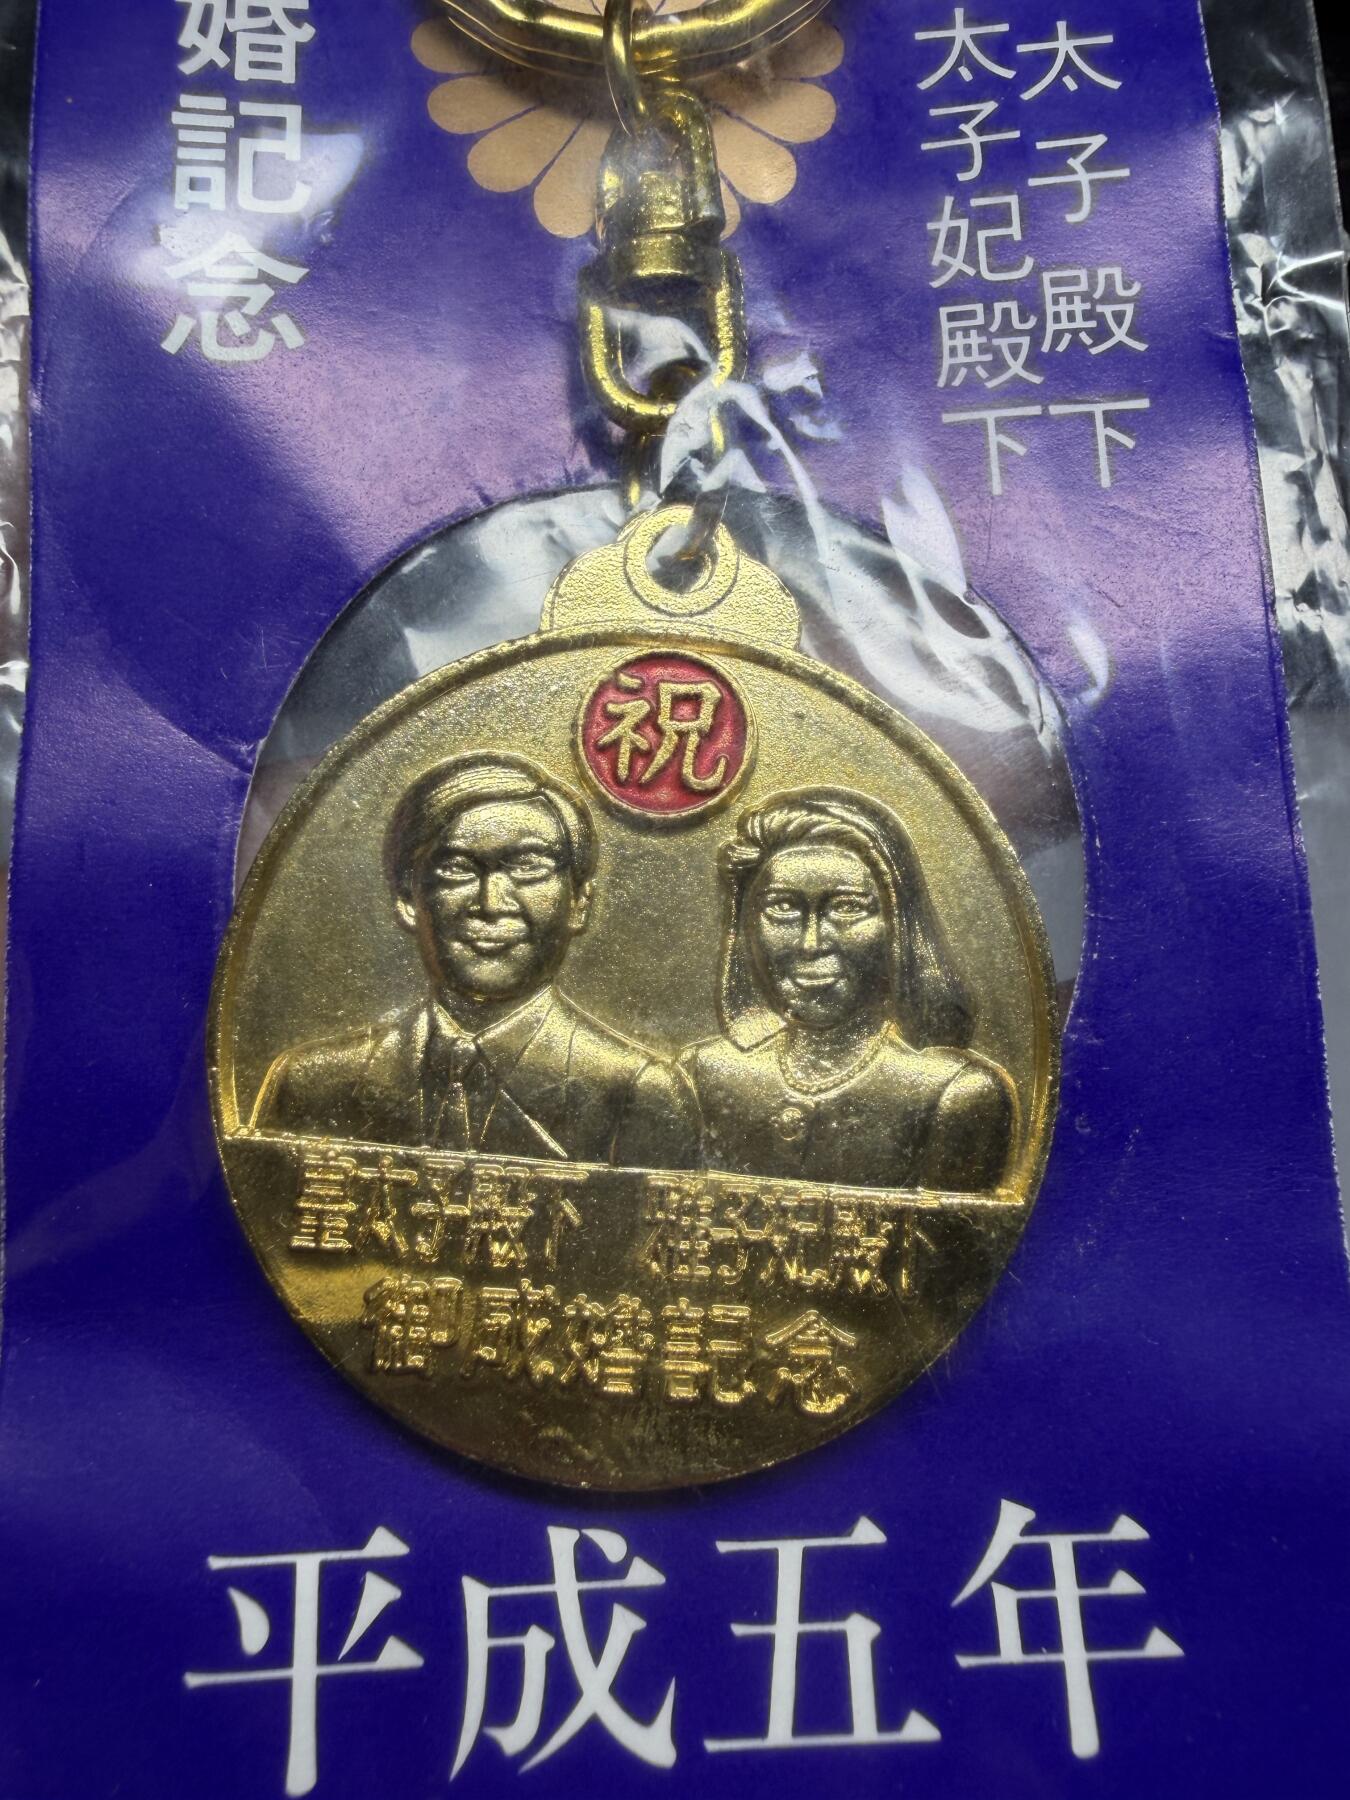 太子殿下
太子妃殿下
婚記念
祝
皇太子殿下 雅子妃殿下
御成婚記念
平成五年